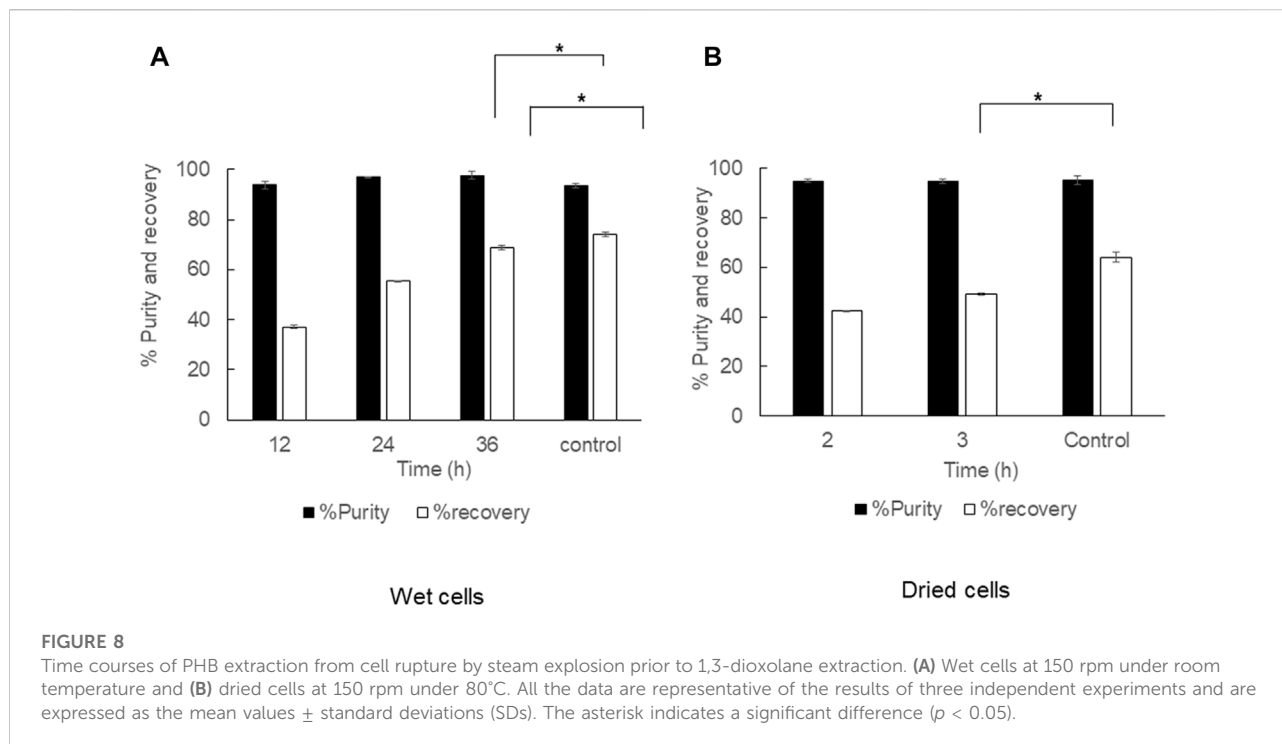 A
*
*
100
80
60
40
20
0
% Purity and recovery
12 24 36 control
Time (h)
%Purity %recovery
Wet cells
B
*
100
80
60
40
20
0
% Purity and recovery
2 3 Control
Time (h)
%Purity %recovery
Dried cells
FIGURE 8
Time courses of PHB extraction from cell rupture by steam explosion prior to 1,3-dioxolane extraction. (A) Wet cells at 150 rpm under room
temperature and (B) dried cells at 150 rpm under 80°C. All the data are representative of the results of three independent experiments and are
expressed as the mean values ± standard deviations (SDs). The asterisk indicates a significant difference (p < 0.05).